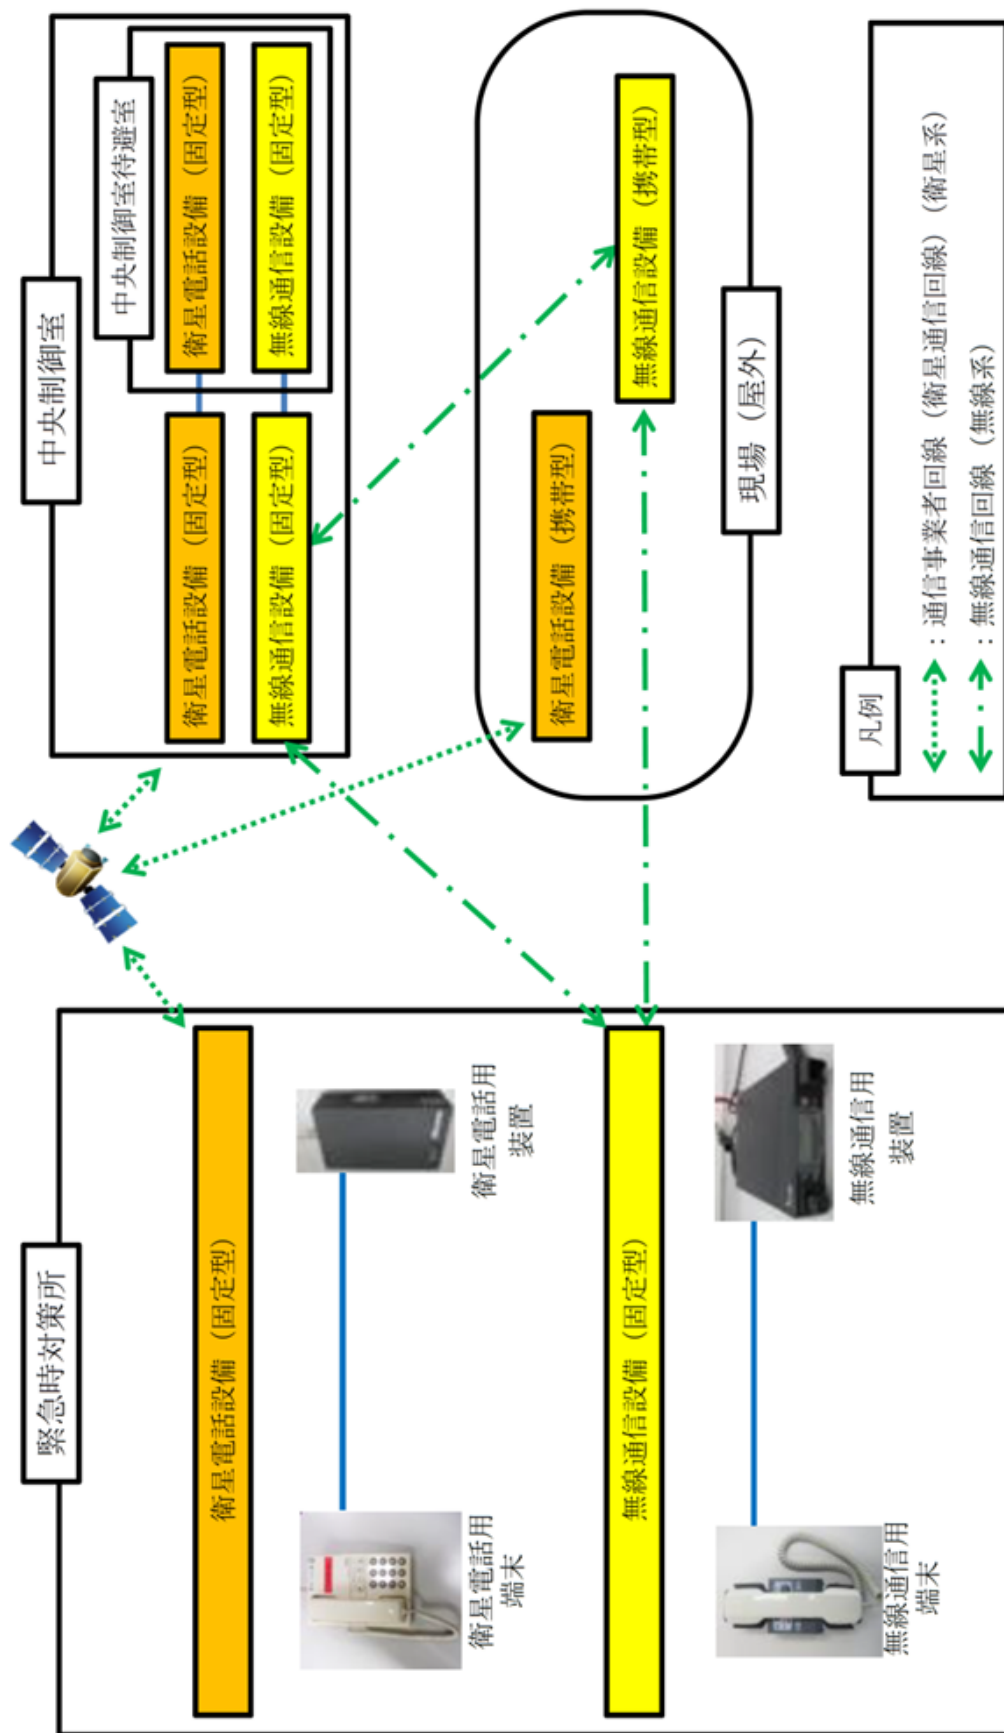 緊急時対策所
衛星電話設備（固定型）
衛星電話用
端末
衛星電話用
装置
無線通信設備（固定型）
無線通信用
端末
無線通信用
装置
中央制御室
中央制御室待避室
衛星電話設備（固定型）
衛星電話設備（固定型）
無線通信設備（固定型）
無線通信設備（固定型）
衛星電話設備（携帯型）
無線通信設備（携帯型）
現場（屋外）
凡例
：通信事業者回線（衛星通信回線）（衛星系）
：無線通信回線（無線系）